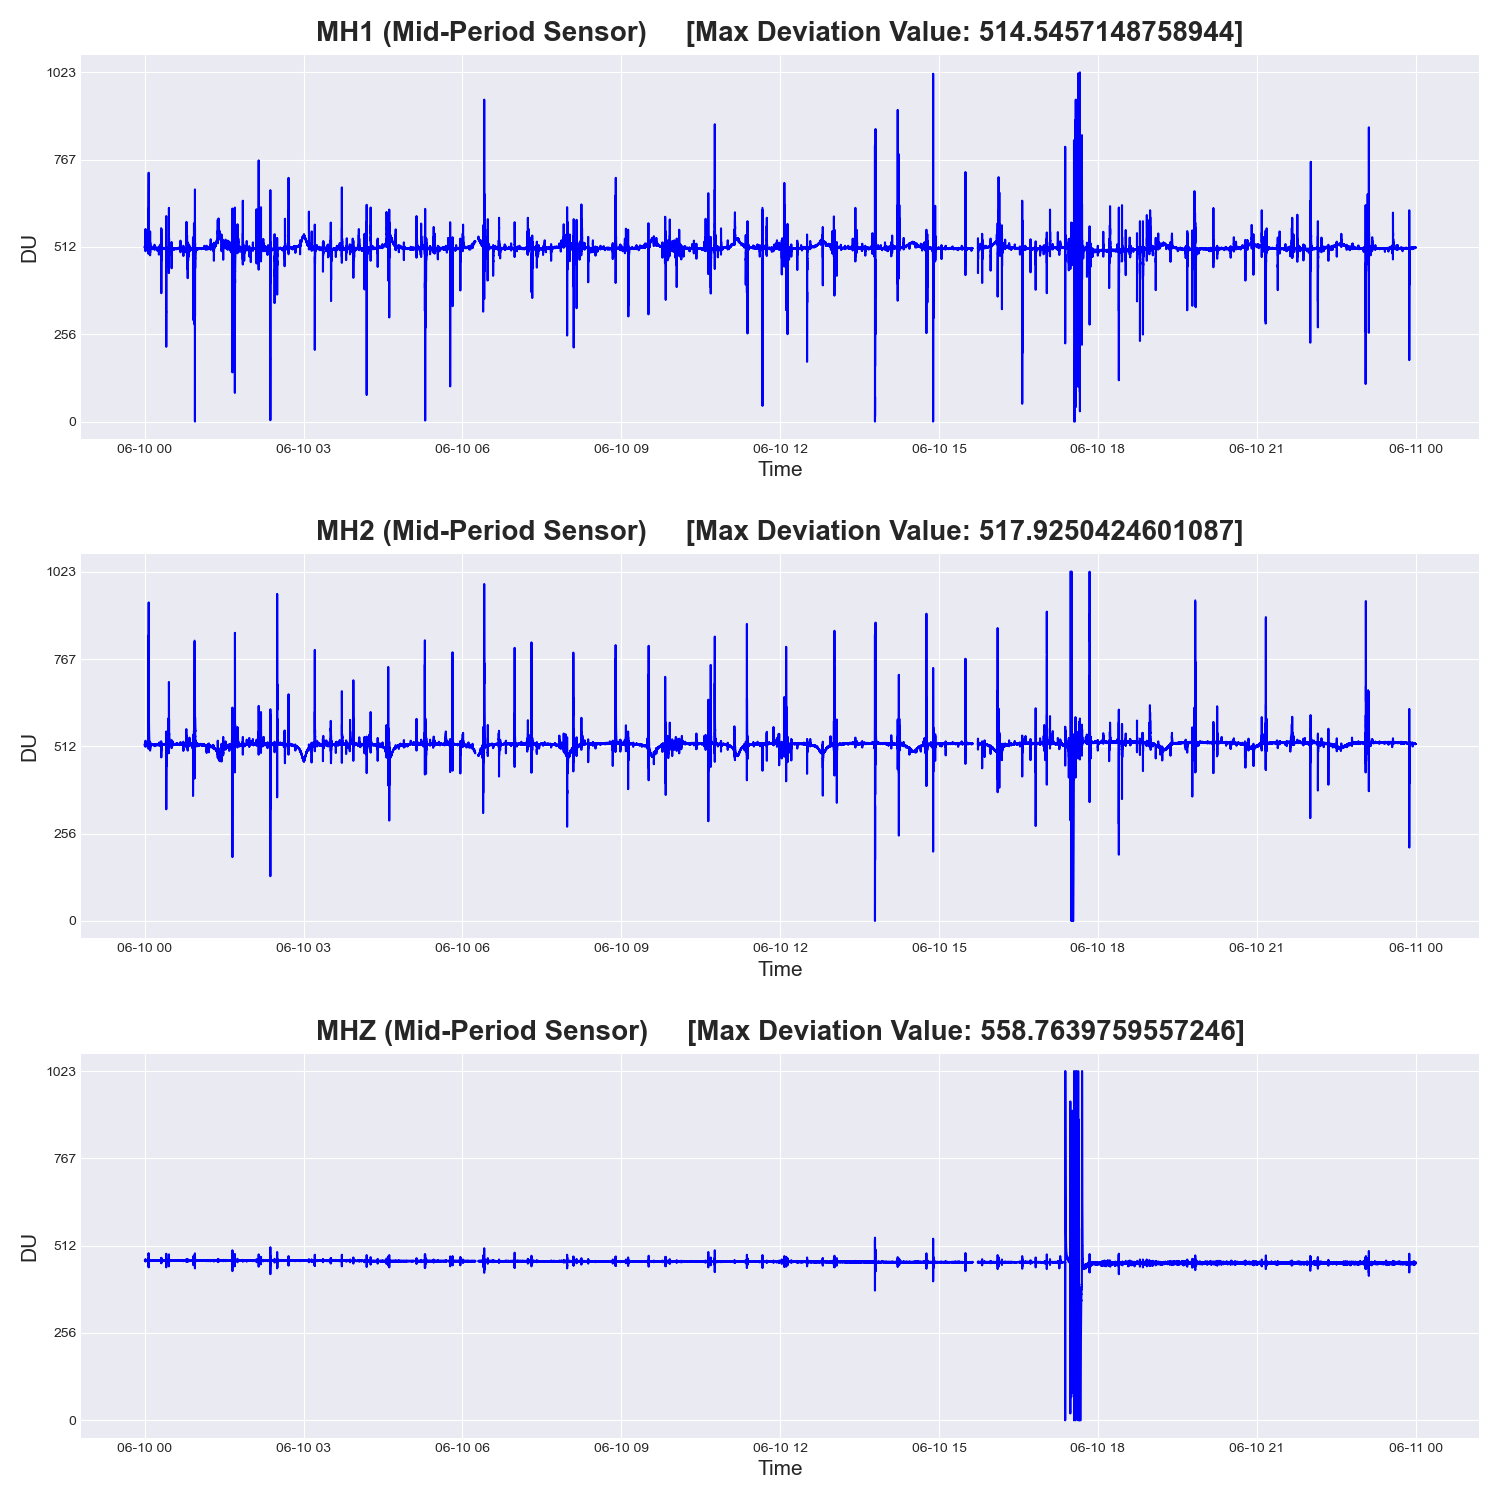 MH1 (Mid-Period Sensor) [Max Deviation Value: 514.5457148758944]
1023
767
512
256
0
DU
06-10 00 06-10 03 06-10 06 06-10 09 06-10 12 06-10 15 06-10 18 06-10 21 06-11 00
Time
MH2 (Mid-Period Sensor) [Max Deviation Value: 517.9250424601087]
1023
767
512
256
0
DU
06-10 00 06-10 03 06-10 06 06-10 09 06-10 12 06-10 15 06-10 18 06-10 21 06-11 00
Time
MHZ (Mid-Period Sensor) [Max Deviation Value: 558.7639759557246]
1023
767
512
256
0
DU
06-10 00 06-10 03 06-10 06 06-10 09 06-10 12 06-10 15 06-10 18 06-10 21 06-11 00
Time